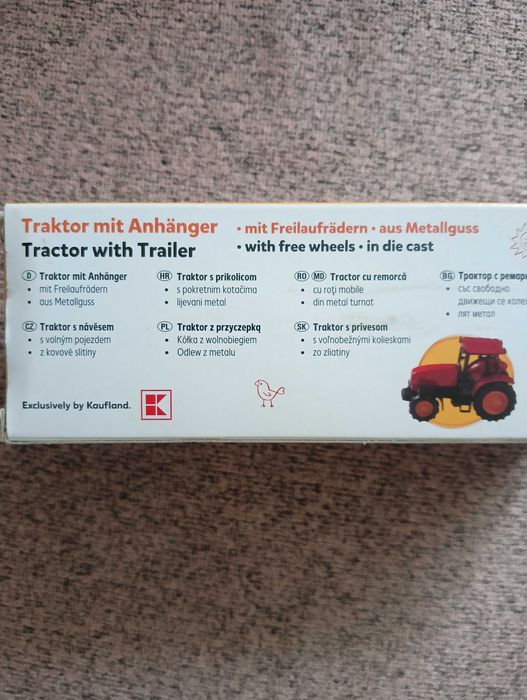 Traktor mit Anhänger
Tractor with Trailer
• mit Freilaufrädern • aus Metallguss
• with free wheels • in die cast
D Traktor mit Anhänger
• mit Freilaufrädern
• aus Metallguss
HR Traktor s prikolicom
• s pokretnim kotačima
• lijevani metal
RO MD Tractor cu remorcă
• cu roți mobile
• din metal turnat
BG Трактор с
• със свободно
движещи се
• лят метал
CZ Traktor s návěsem
• s volným pojezdem
• z kovové slitiny
PL Traktor z przyczepką
• Kółka z wolnobiegiem
• Odlew z metalu
SK Traktor s prívesom
• s voľnobežnými kolieskami
• zo zliatiny
Exclusively by Kaufland.